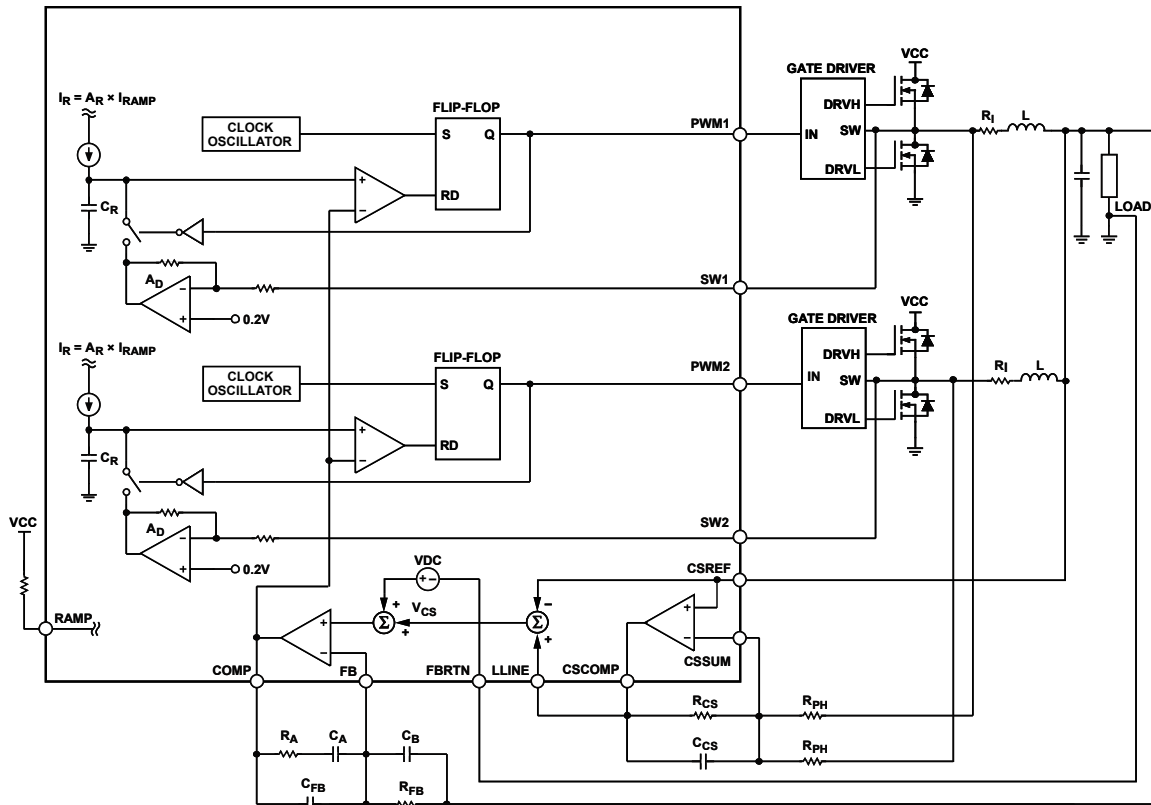 VCC
GATE DRIVER
DRVH
IN
SW
DRVL
R_I
L
LOAD
I_R = A_R × I_RAMP
FLIP-FLOP
CLOCK
OSCILLATOR
S
Q
RD
PWM1
+
−
C_R
A_D
−
+
0.2V
SW1
VCC
GATE DRIVER
DRVH
IN
SW
DRVL
R_I
L
I_R = A_R × I_RAMP
FLIP-FLOP
CLOCK
OSCILLATOR
S
Q
RD
PWM2
+
−
C_R
A_D
−
+
0.2V
SW2
VCC
RAMP
VDC
+ −
CSREF
+
Σ
+
V_CS
−
Σ
+
+
−
+
−
CSSUM
COMP
FB
FBRTN
LLINE
CSCOMP
R_CS
R_PH
C_CS
R_PH
R_A
C_A
C_B
C_FB
R_FB